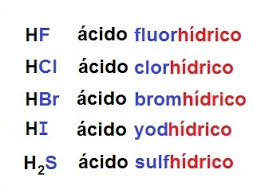 HF ácido fluorhídrico
HCl ácido clorhídrico
HBr ácido bromhídrico
HI ácido yodhídrico
H₂S ácido sulfhídrico